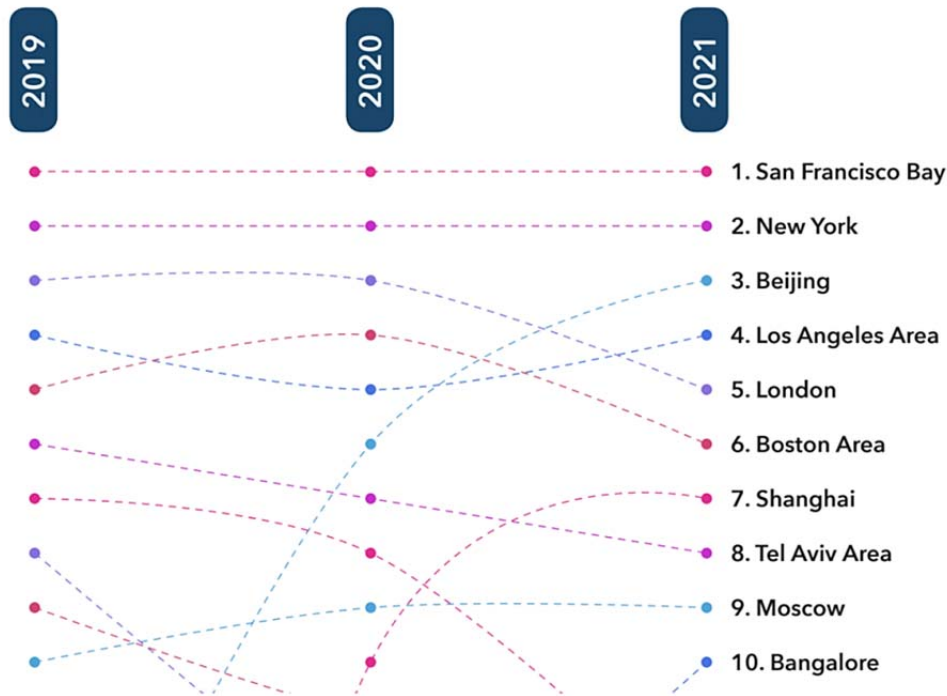 2019
2020
2021
1. San Francisco Bay
2. New York
3. Beijing
4. Los Angeles Area
5. London
6. Boston Area
7. Shanghai
8. Tel Aviv Area
9. Moscow
10. Bangalore